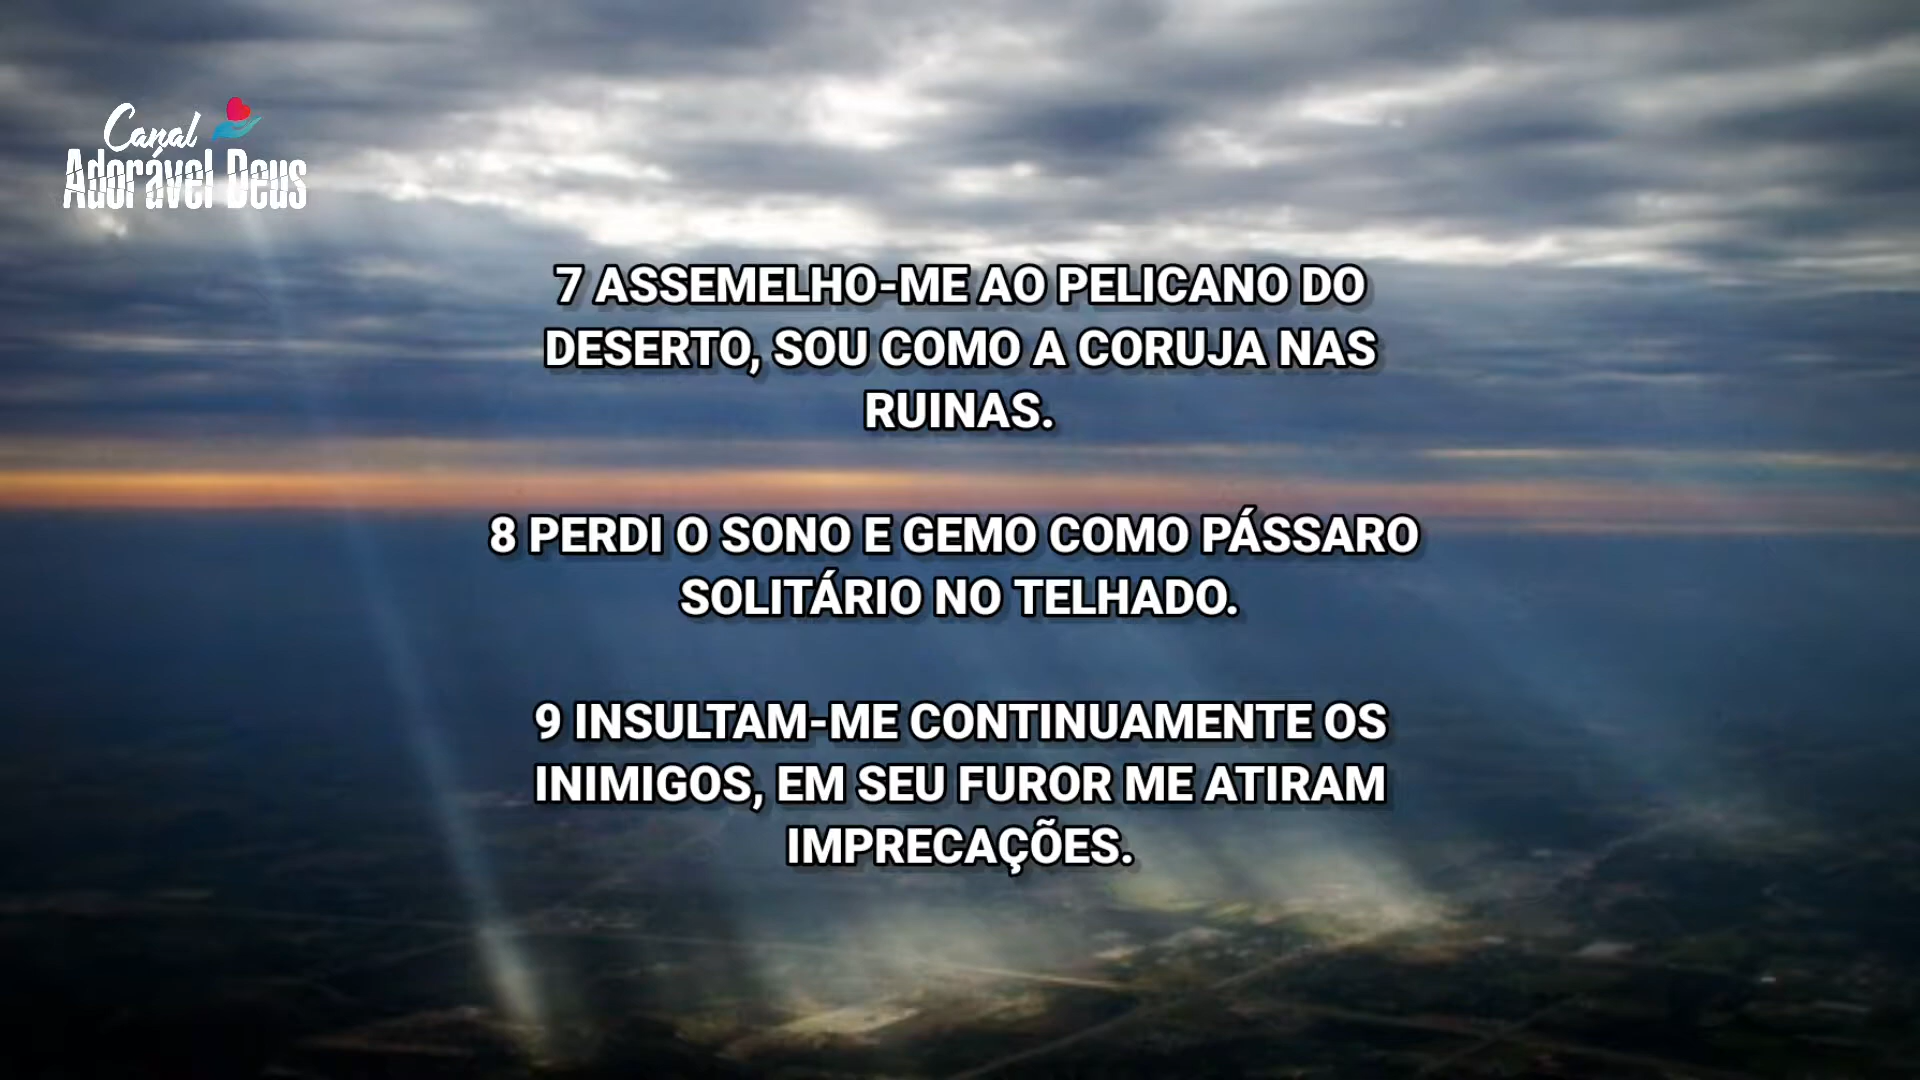 Canal
Adorável Deus
7 ASSEMELHO-ME AO PELICANO DO
DESERTO, SOU COMO A CORUJA NAS
RUINAS.
8 PERDI O SONO E GEMO COMO PÁSSARO
SOLITÁRIO NO TELHADO.
9 INSULTAM-ME CONTINUAMENTE OS
INIMIGOS, EM SEU FUROR ME ATIRAM
IMPRECAÇÕES.